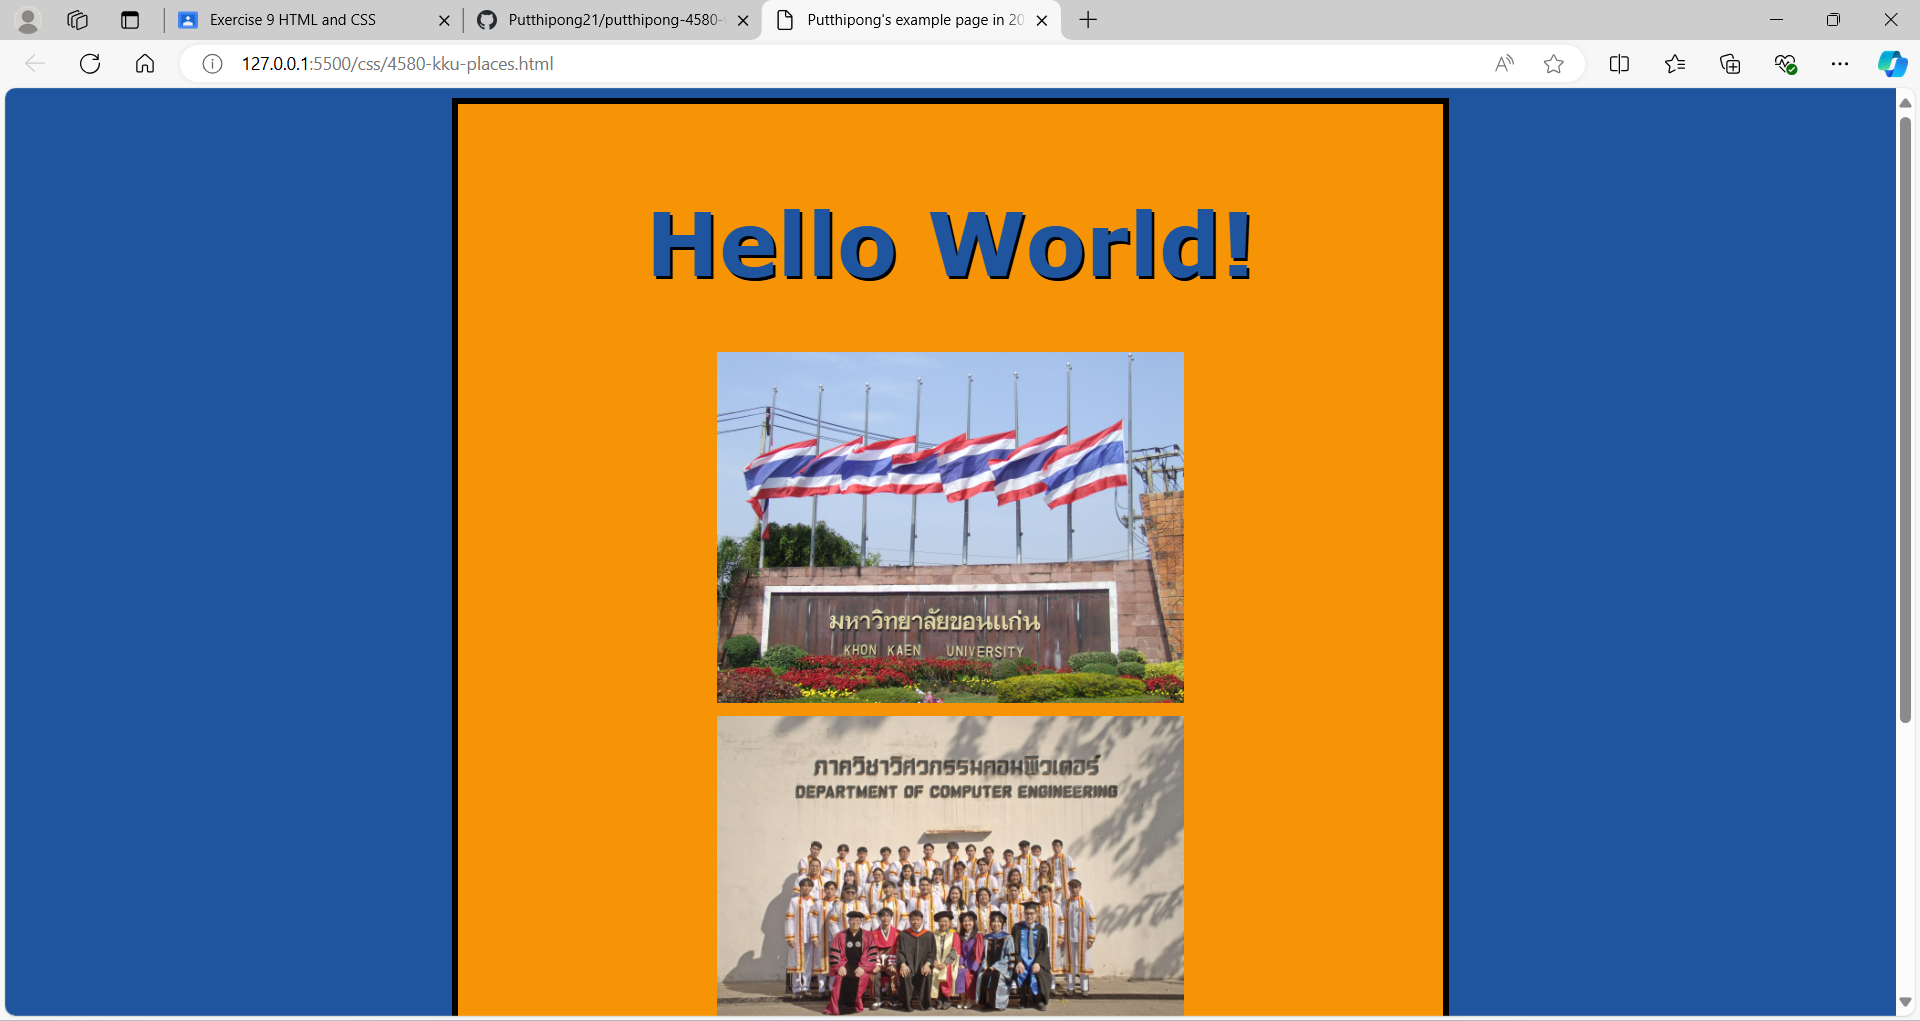 Exercise 9 HTML and CSS
Putthipong21/putthipong-4580-
Putthipong's example page in 20
127.0.0.1:5500/css/4580-kku-places.html
Hello World!
มหาวิทยาลัยขอนแก่น
KHON KAEN UNIVERSITY
ภาควิชาวิศวกรรมคอมพิวเตอร์
DEPARTMENT OF COMPUTER ENGINEERING